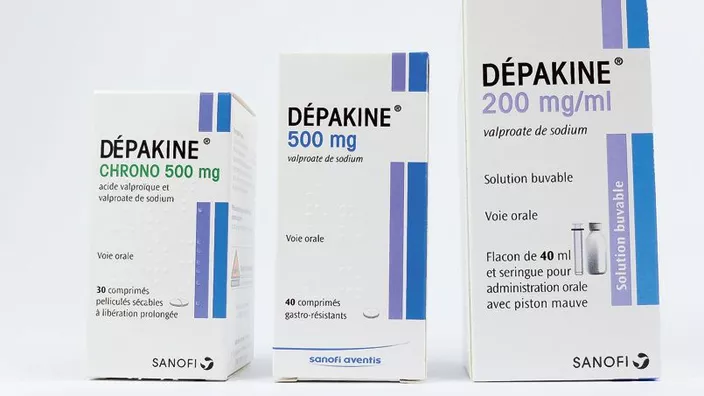 DÉPAKINE®
CHRONO 500 mg
acide valproïque et
valproate de sodium
Voie orale
30 comprimés
pelliculés sécables
à libération prolongée
SANOFI
DÉPAKINE®
500 mg
valproate de sodium
Voie orale
40 comprimés
gastro-résistants
sanofi aventis
DÉPAKINE®
200 mg/ml
valproate de sodium
Solution buvable
Voie orale
Flacon de 40 ml
et seringue pour
administration orale
avec piston mauve
Solution buvable
SANOFI